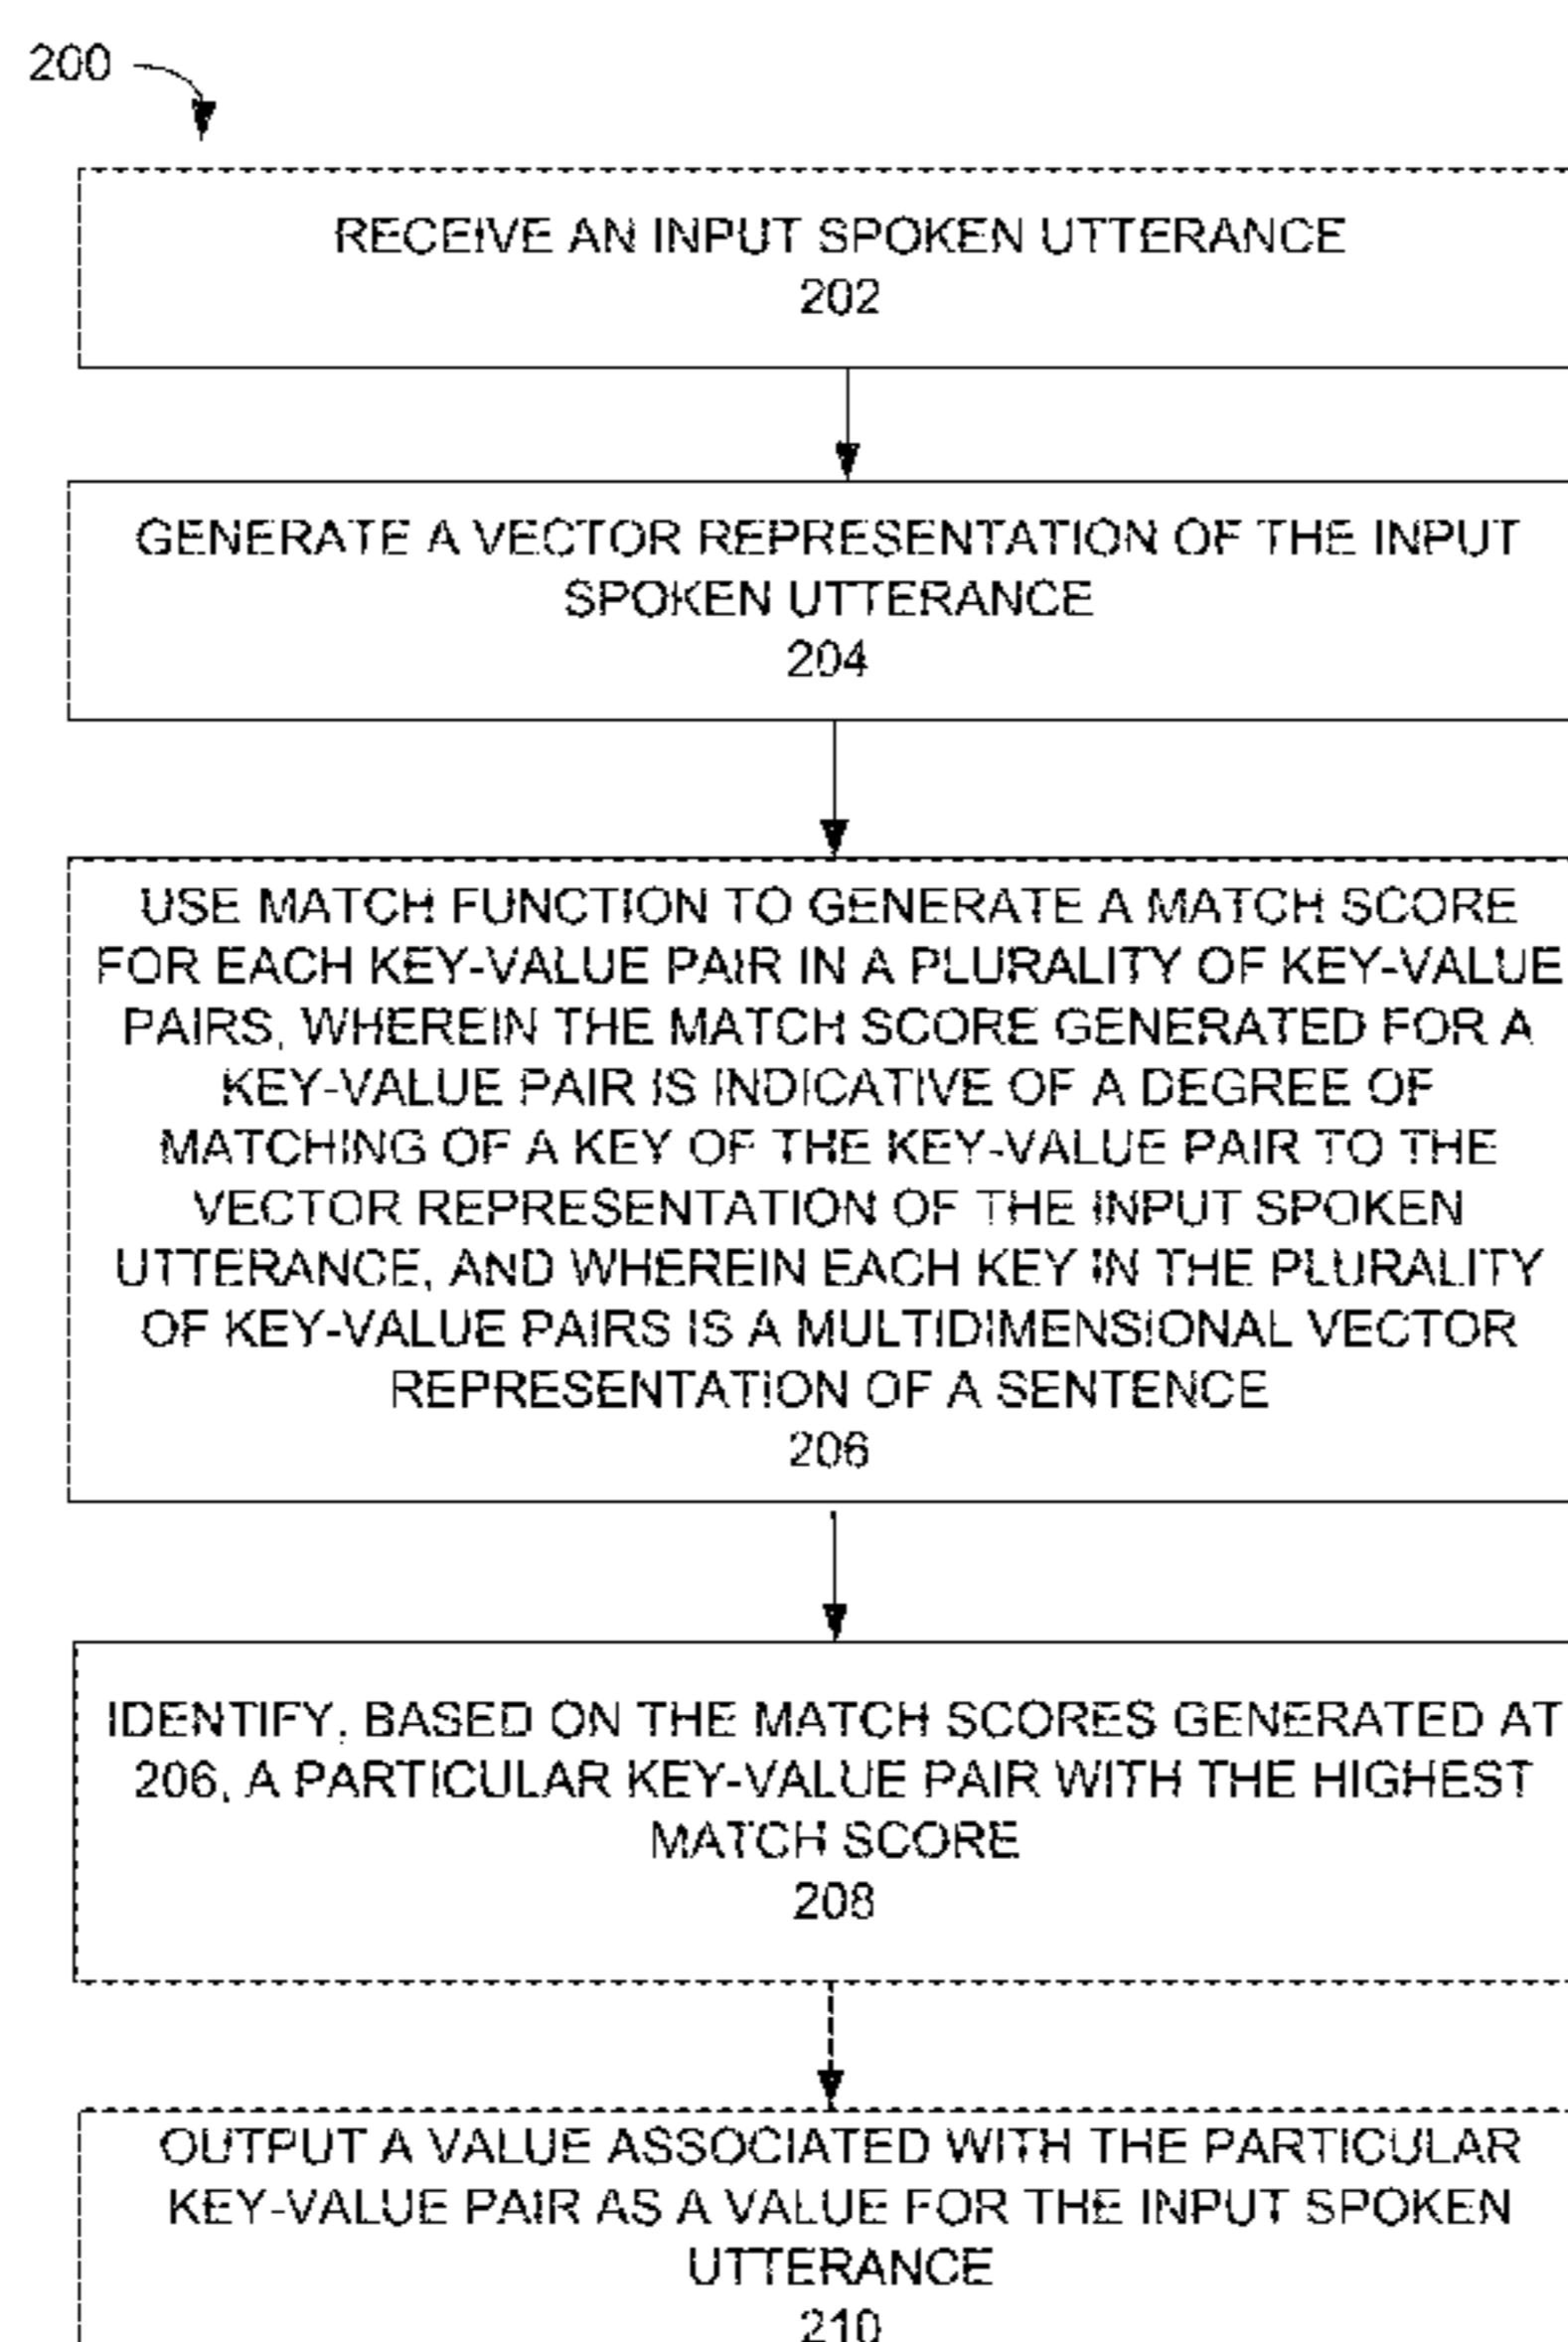 200
RECEIVE AN INPUT SPOKEN UTTERANCE
202
GENERATE A VECTOR REPRESENTATION OF THE INPUT
SPOKEN UTTERANCE
204
USE MATCH FUNCTION TO GENERATE A MATCH SCORE
FOR EACH KEY-VALUE PAIR IN A PLURALITY OF KEY-VALUE
PAIRS, WHEREIN THE MATCH SCORE GENERATED FOR A
KEY-VALUE PAIR IS INDICATIVE OF A DEGREE OF
MATCHING OF A KEY OF THE KEY-VALUE PAIR TO THE
VECTOR REPRESENTATION OF THE INPUT SPOKEN
UTTERANCE, AND WHEREIN EACH KEY IN THE PLURALITY
OF KEY-VALUE PAIRS IS A MULTIDIMENSIONAL VECTOR
REPRESENTATION OF A SENTENCE
206
IDENTIFY, BASED ON THE MATCH SCORES GENERATED AT
206, A PARTICULAR KEY-VALUE PAIR WITH THE HIGHEST
MATCH SCORE
208
OUTPUT A VALUE ASSOCIATED WITH THE PARTICULAR
KEY-VALUE PAIR AS A VALUE FOR THE INPUT SPOKEN
UTTERANCE
210